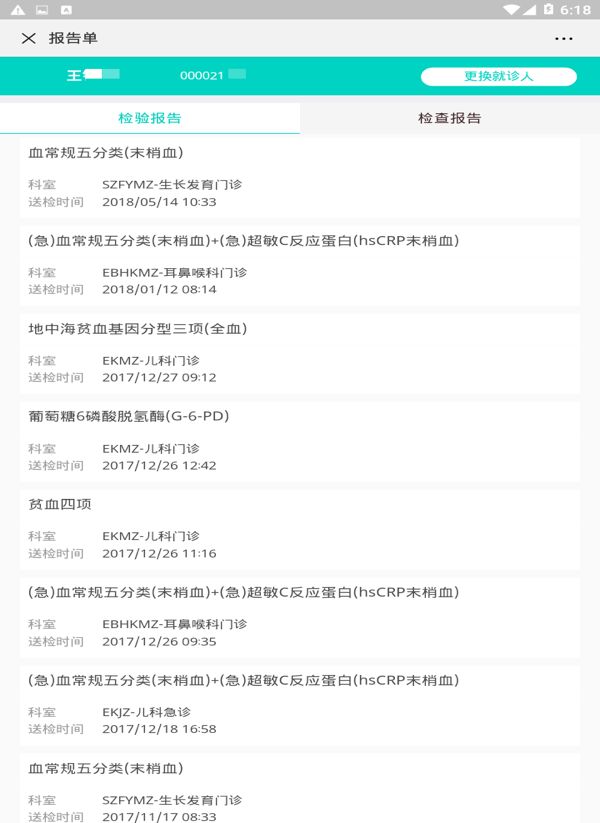 6:18
报告单
王
000021
更换就诊人
检验报告
检查报告
血常规五分类(末梢血)
科室 SZFYMZ-生长发育门诊
送检时间 2018/05/14 10:33
(急)血常规五分类(末梢血)+(急)超敏C反应蛋白(hsCRP末梢血)
科室 EBHKMZ-耳鼻喉科门诊
送检时间 2018/01/12 08:14
地中海贫血基因分型三项(全血)
科室 EKMZ-儿科门诊
送检时间 2017/12/27 09:12
葡萄糖6磷酸脱氢酶(G-6-PD)
科室 EKMZ-儿科门诊
送检时间 2017/12/26 12:42
贫血四项
科室 EKMZ-儿科门诊
送检时间 2017/12/26 11:16
(急)血常规五分类(末梢血)+(急)超敏C反应蛋白(hsCRP末梢血)
科室 EBHKMZ-耳鼻喉科门诊
送检时间 2017/12/26 09:35
(急)血常规五分类(末梢血)+(急)超敏C反应蛋白(hsCRP末梢血)
科室 EKJZ-儿科急诊
送检时间 2017/12/18 16:58
血常规五分类(末梢血)
科室 SZFYMZ-生长发育门诊
送检时间 2017/11/17 08:33